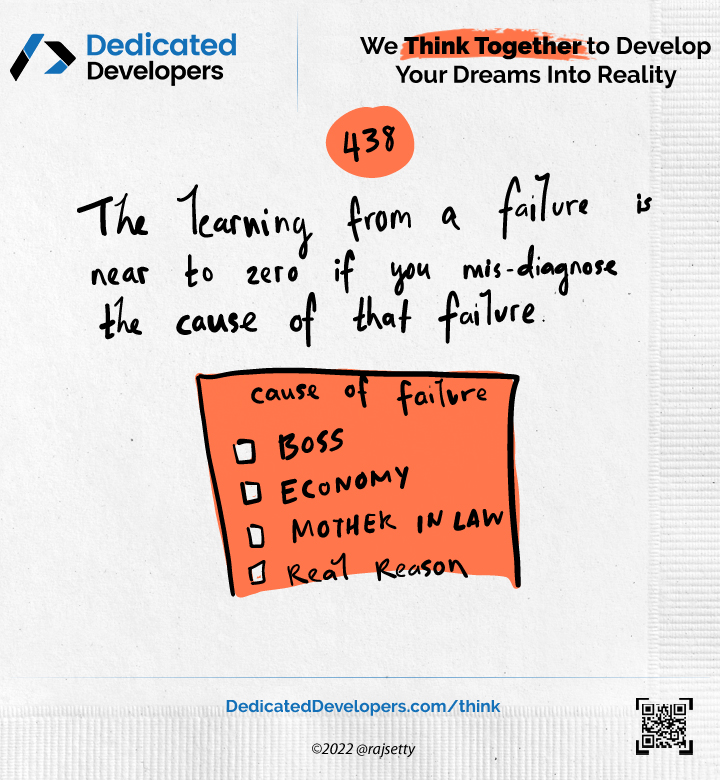 Dedicated
Developers
We Think Together to Develop
Your Dreams Into Reality
438
The learning from a failure is
near to zero if you mis-diagnose
the cause of that failure.
cause of failure
BOSS
ECONOMY
MOTHER IN LAW
Real Reason
DedicatedDevelopers.com/think
©2022 @rajsetty